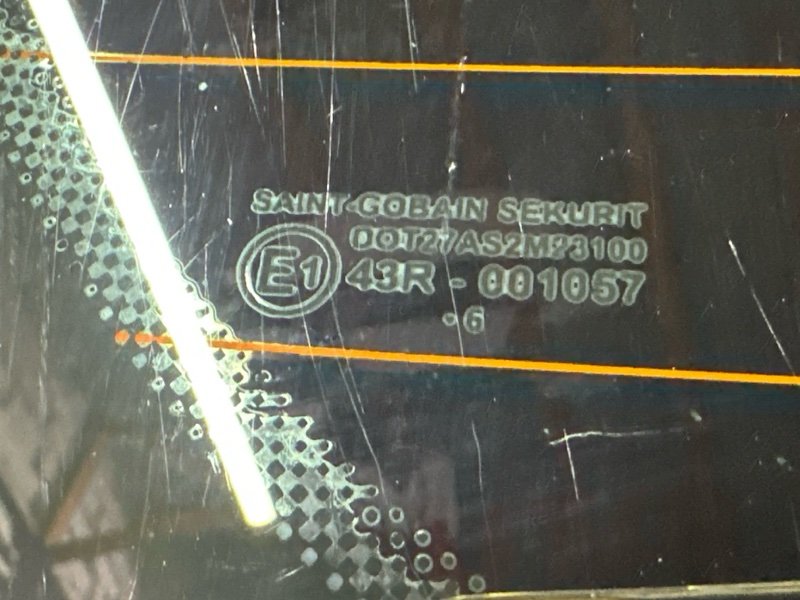 SAINT-GOBAIN SEKURIT
DOT27AS2M23100
E1 43R - 001057
•6